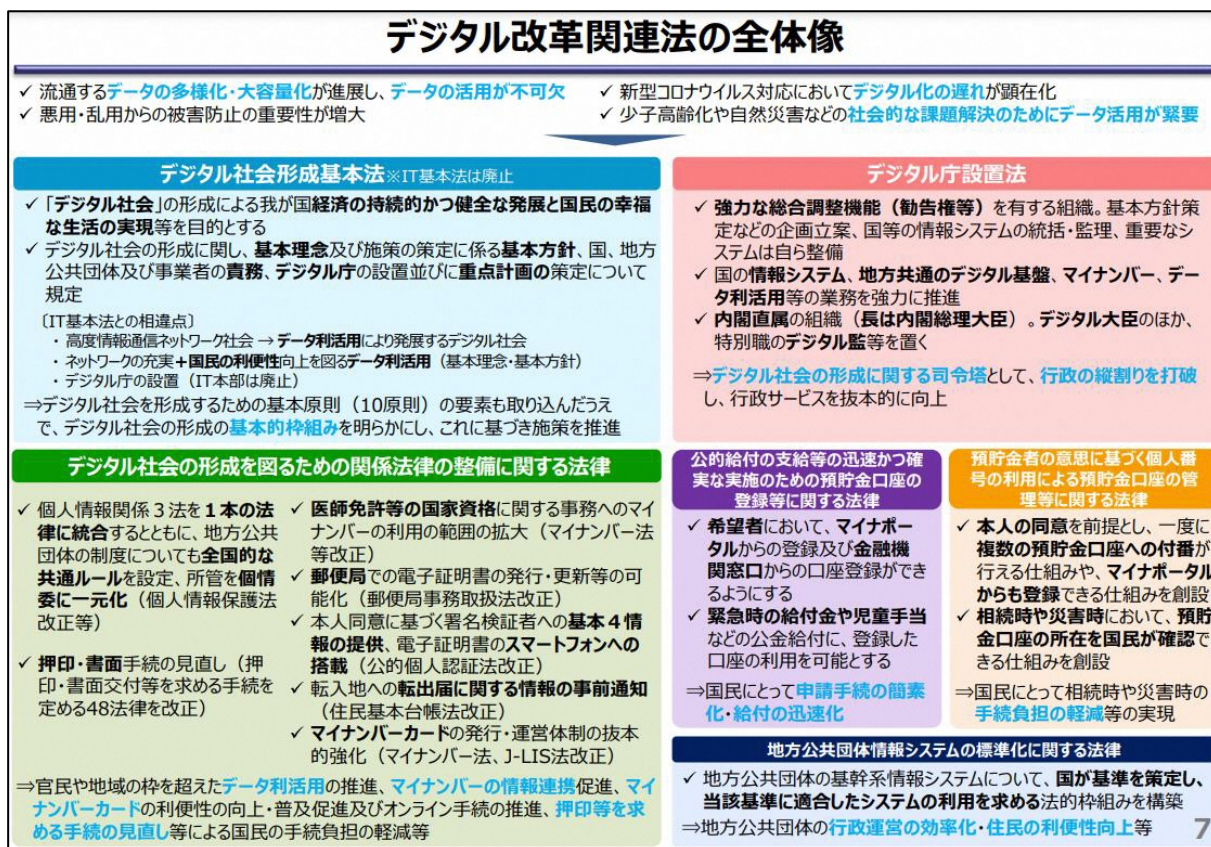 デジタル改革関連法の全体像
✓ 流通するデータの多様化・大容量化が進展し、データの活用が不可欠
✓ 悪用・乱用からの被害防止の重要性が増大
✓ 新型コロナウイルス対応においてデジタル化の遅れが顕在化
✓ 少子高齢化や自然災害などの社会的な課題解決のためにデータ活用が緊要
デジタル社会形成基本法※IT基本法は廃止
✓ 「デジタル社会」の形成による我が国経済の持続的かつ健全な発展と国民の幸福
な生活の実現等を目的とする
✓ デジタル社会の形成に関し、基本理念及び施策の策定に係る基本方針、国、地方
公共団体及び事業者の責務、デジタル庁の設置並びに重点計画の策定について
規定
〔IT基本法との相違点〕
・高度情報通信ネットワーク社会 → データ利活用により発展するデジタル社会
・ネットワークの充実+国民の利便性向上を図るデータ利活用（基本理念・基本方針）
・デジタル庁の設置（IT本部は廃止）
⇒デジタル社会を形成するための基本原則（10原則）の要素も取り込んだうえ
で、デジタル社会の形成の基本的枠組みを明らかにし、これに基づき施策を推進
デジタル庁設置法
✓ 強力な総合調整機能（勧告権等）を有する組織。基本方針策
定などの企画立案、国等の情報システムの統括・監理、重要なシ
ステムは自ら整備
✓ 国の情報システム、地方共通のデジタル基盤、マイナンバー、デー
タ利活用等の業務を強力に推進
✓ 内閣直属の組織（長は内閣総理大臣）。デジタル大臣のほか、
特別職のデジタル監等を置く
⇒デジタル社会の形成に関する司令塔として、行政の縦割りを打破
し、行政サービスを抜本的に向上
デジタル社会の形成を図るための関係法律の整備に関する法律
✓ 個人情報関係３法を１本の法
律に統合するとともに、地方公共
団体の制度についても全国的な
共通ルールを設定、所管を個情
委に一元化（個人情報保護法
改正等）
✓ 押印・書面手続の見直し（押
印・書面交付等を求める手続を
定める48法律を改正）
✓ 医師免許等の国家資格に関する事務へのマイ
ナンバーの利用の範囲の拡大（マイナンバー法
等改正）
✓ 郵便局での電子証明書の発行・更新等の可
能化（郵便局事務取扱法改正）
✓ 本人同意に基づく署名検証者への基本４情
報の提供、電子証明書のスマートフォンへの
搭載（公的個人認証法改正）
✓ 転入地への転出届に関する情報の事前通知
（住民基本台帳法改正）
✓ マイナンバーカードの発行・運営体制の抜本
的強化（マイナンバー法、J-LIS法改正）
⇒官民や地域の枠を超えたデータ利活用の推進、マイナンバーの情報連携促進、マイ
ナンバーカードの利便性の向上・普及促進及びオンライン手続の推進、押印等を求
める手続の見直し等による国民の手続負担の軽減等
公的給付の支給等の迅速かつ確
実な実施のための預貯金口座の
登録等に関する法律
✓ 希望者において、マイナポー
タルからの登録及び金融機
関窓口からの口座登録ができ
るようにする
✓ 緊急時の給付金や児童手当
などの公金給付に、登録した
口座の利用を可能とする
⇒国民にとって申請手続の簡素
化・給付の迅速化
預貯金者の意思に基づく個人番
号の利用による預貯金口座の管
理等に関する法律
✓ 本人の同意を前提とし、一度に
複数の預貯金口座への付番が
行える仕組みや、マイナポータル
からも登録できる仕組みを創設
✓ 相続時や災害時において、預貯
金口座の所在を国民が確認で
きる仕組みを創設
⇒国民にとって相続時や災害時の
手続負担の軽減等の実現
地方公共団体情報システムの標準化に関する法律
✓ 地方公共団体の基幹系情報システムについて、国が基準を策定し、
当該基準に適合したシステムの利用を求める法的枠組みを構築
⇒地方公共団体の行政運営の効率化・住民の利便性向上等
7